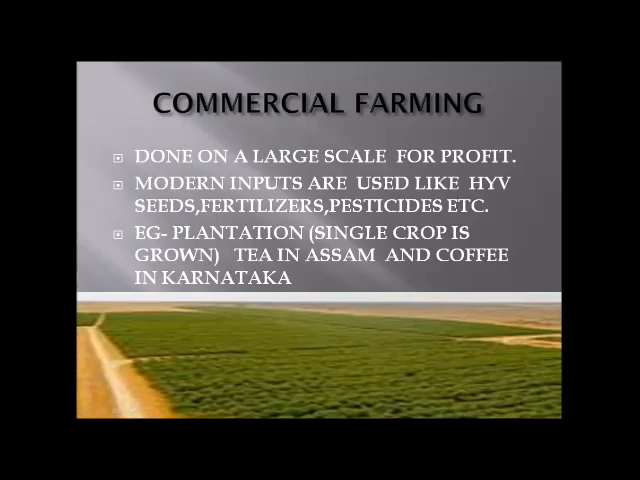 COMMERCIAL FARMING
DONE ON A LARGE SCALE FOR PROFIT.
MODERN INPUTS ARE USED LIKE HYV
SEEDS,FERTILIZERS,PESTICIDES ETC.
EG- PLANTATION (SINGLE CROP IS
GROWN) TEA IN ASSAM AND COFFEE
IN KARNATAKA